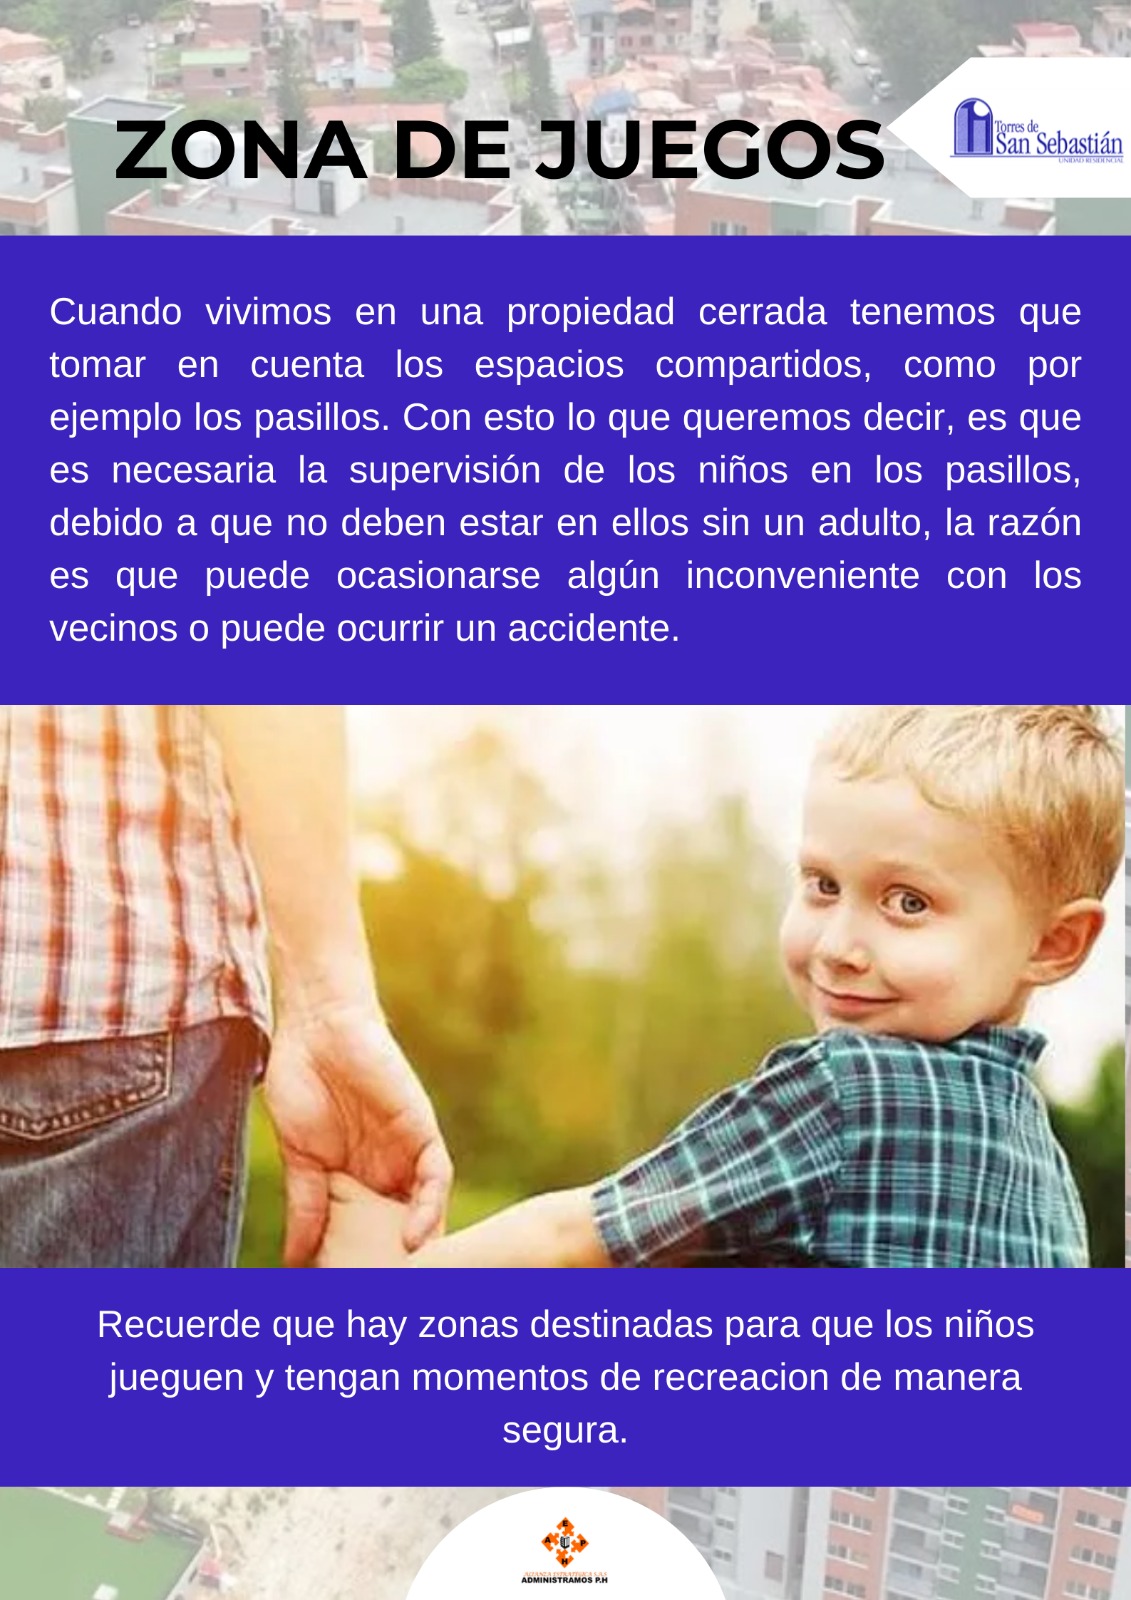 ZONA DE JUEGOS
Torres de
San Sebastián
UNIDAD RESIDENCIAL
Cuando vivimos en una propiedad cerrada tenemos que
tomar en cuenta los espacios compartidos, como por
ejemplo los pasillos. Con esto lo que queremos decir, es que
es necesaria la supervisión de los niños en los pasillos,
debido a que no deben estar en ellos sin un adulto, la razón
es que puede ocasionarse algún inconveniente con los
vecinos o puede ocurrir un accidente.
Recuerde que hay zonas destinadas para que los niños
jueguen y tengan momentos de recreacion de manera
segura.
E
A P
H
ALIANZA ESTRATEGICA S.A.S
ADMINISTRAMOS P.H